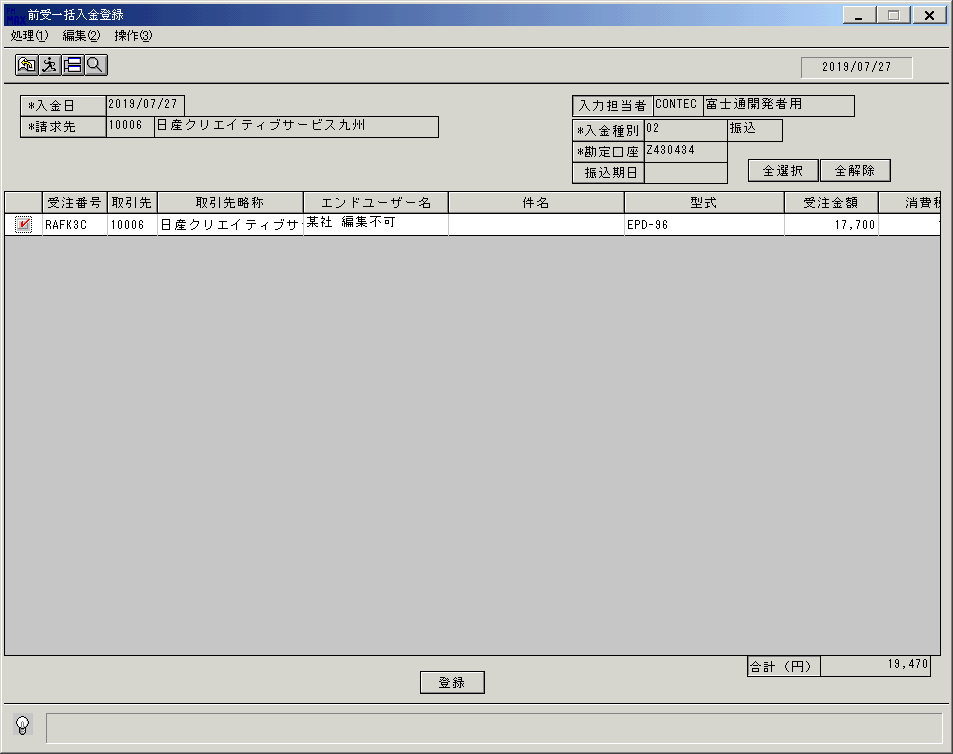 前受一括入金登録
処理(1) 編集(2) 操作(3)
2019/07/27
*入金日 2019/07/27
*請求先 10006 日産クリエイティブサービス九州
入力担当者 CONTEC 富士通開発者用
*入金種別 02 振込
*勘定口座 Z430434
振込期日
全選択 全解除
受注番号 取引先 取引先略称 エンドユーザー名 件名 型式 受注金額 消費税
RAFK3C 10006 日産クリエイティブサ 某社 編集不可 EPD-96 17,700
合計（円） 19,470
登録